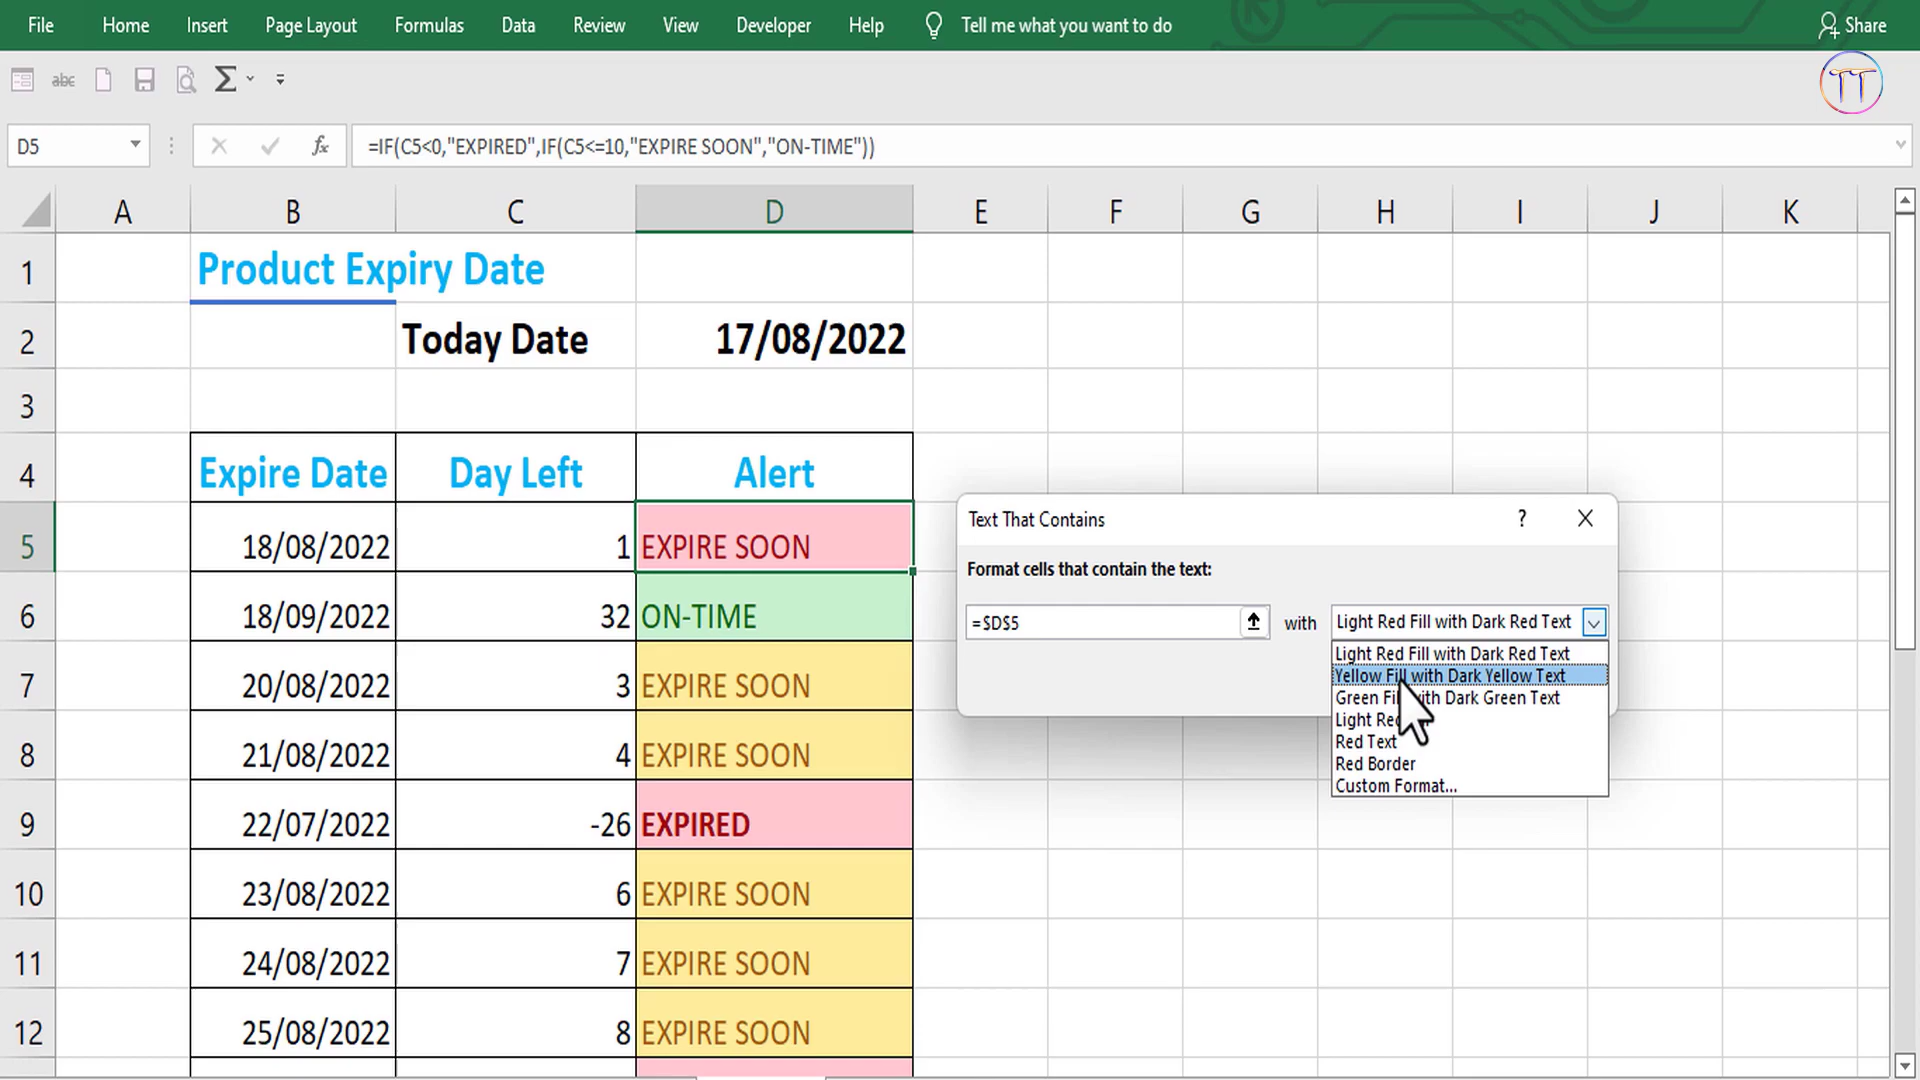 File Home Insert Page Layout Formulas Data Review View Developer Help Tell me what you want to do Share
abc Σ TT
D5 fx =IF(C5<0,"EXPIRED",IF(C5<=10,"EXPIRE SOON","ON-TIME"))
A B C D E F G H I J K
1 Product Expiry Date
2 Today Date 17/08/2022
3
4 Expire Date Day Left Alert
5 18/08/2022 1 EXPIRE SOON
6 18/09/2022 32 ON-TIME
7 20/08/2022 3 EXPIRE SOON
8 21/08/2022 4 EXPIRE SOON
9 22/07/2022 -26 EXPIRED
10 23/08/2022 6 EXPIRE SOON
11 24/08/2022 7 EXPIRE SOON
12 25/08/2022 8 EXPIRE SOON
Text That Contains ?
Format cells that contain the text:
=$D$5 with Light Red Fill with Dark Red Text
Light Red Fill with Dark Red Text
Yellow Fill with Dark Yellow Text
Green Fill with Dark Green Text
Light Red
Red Text
Red Border
Custom Format...